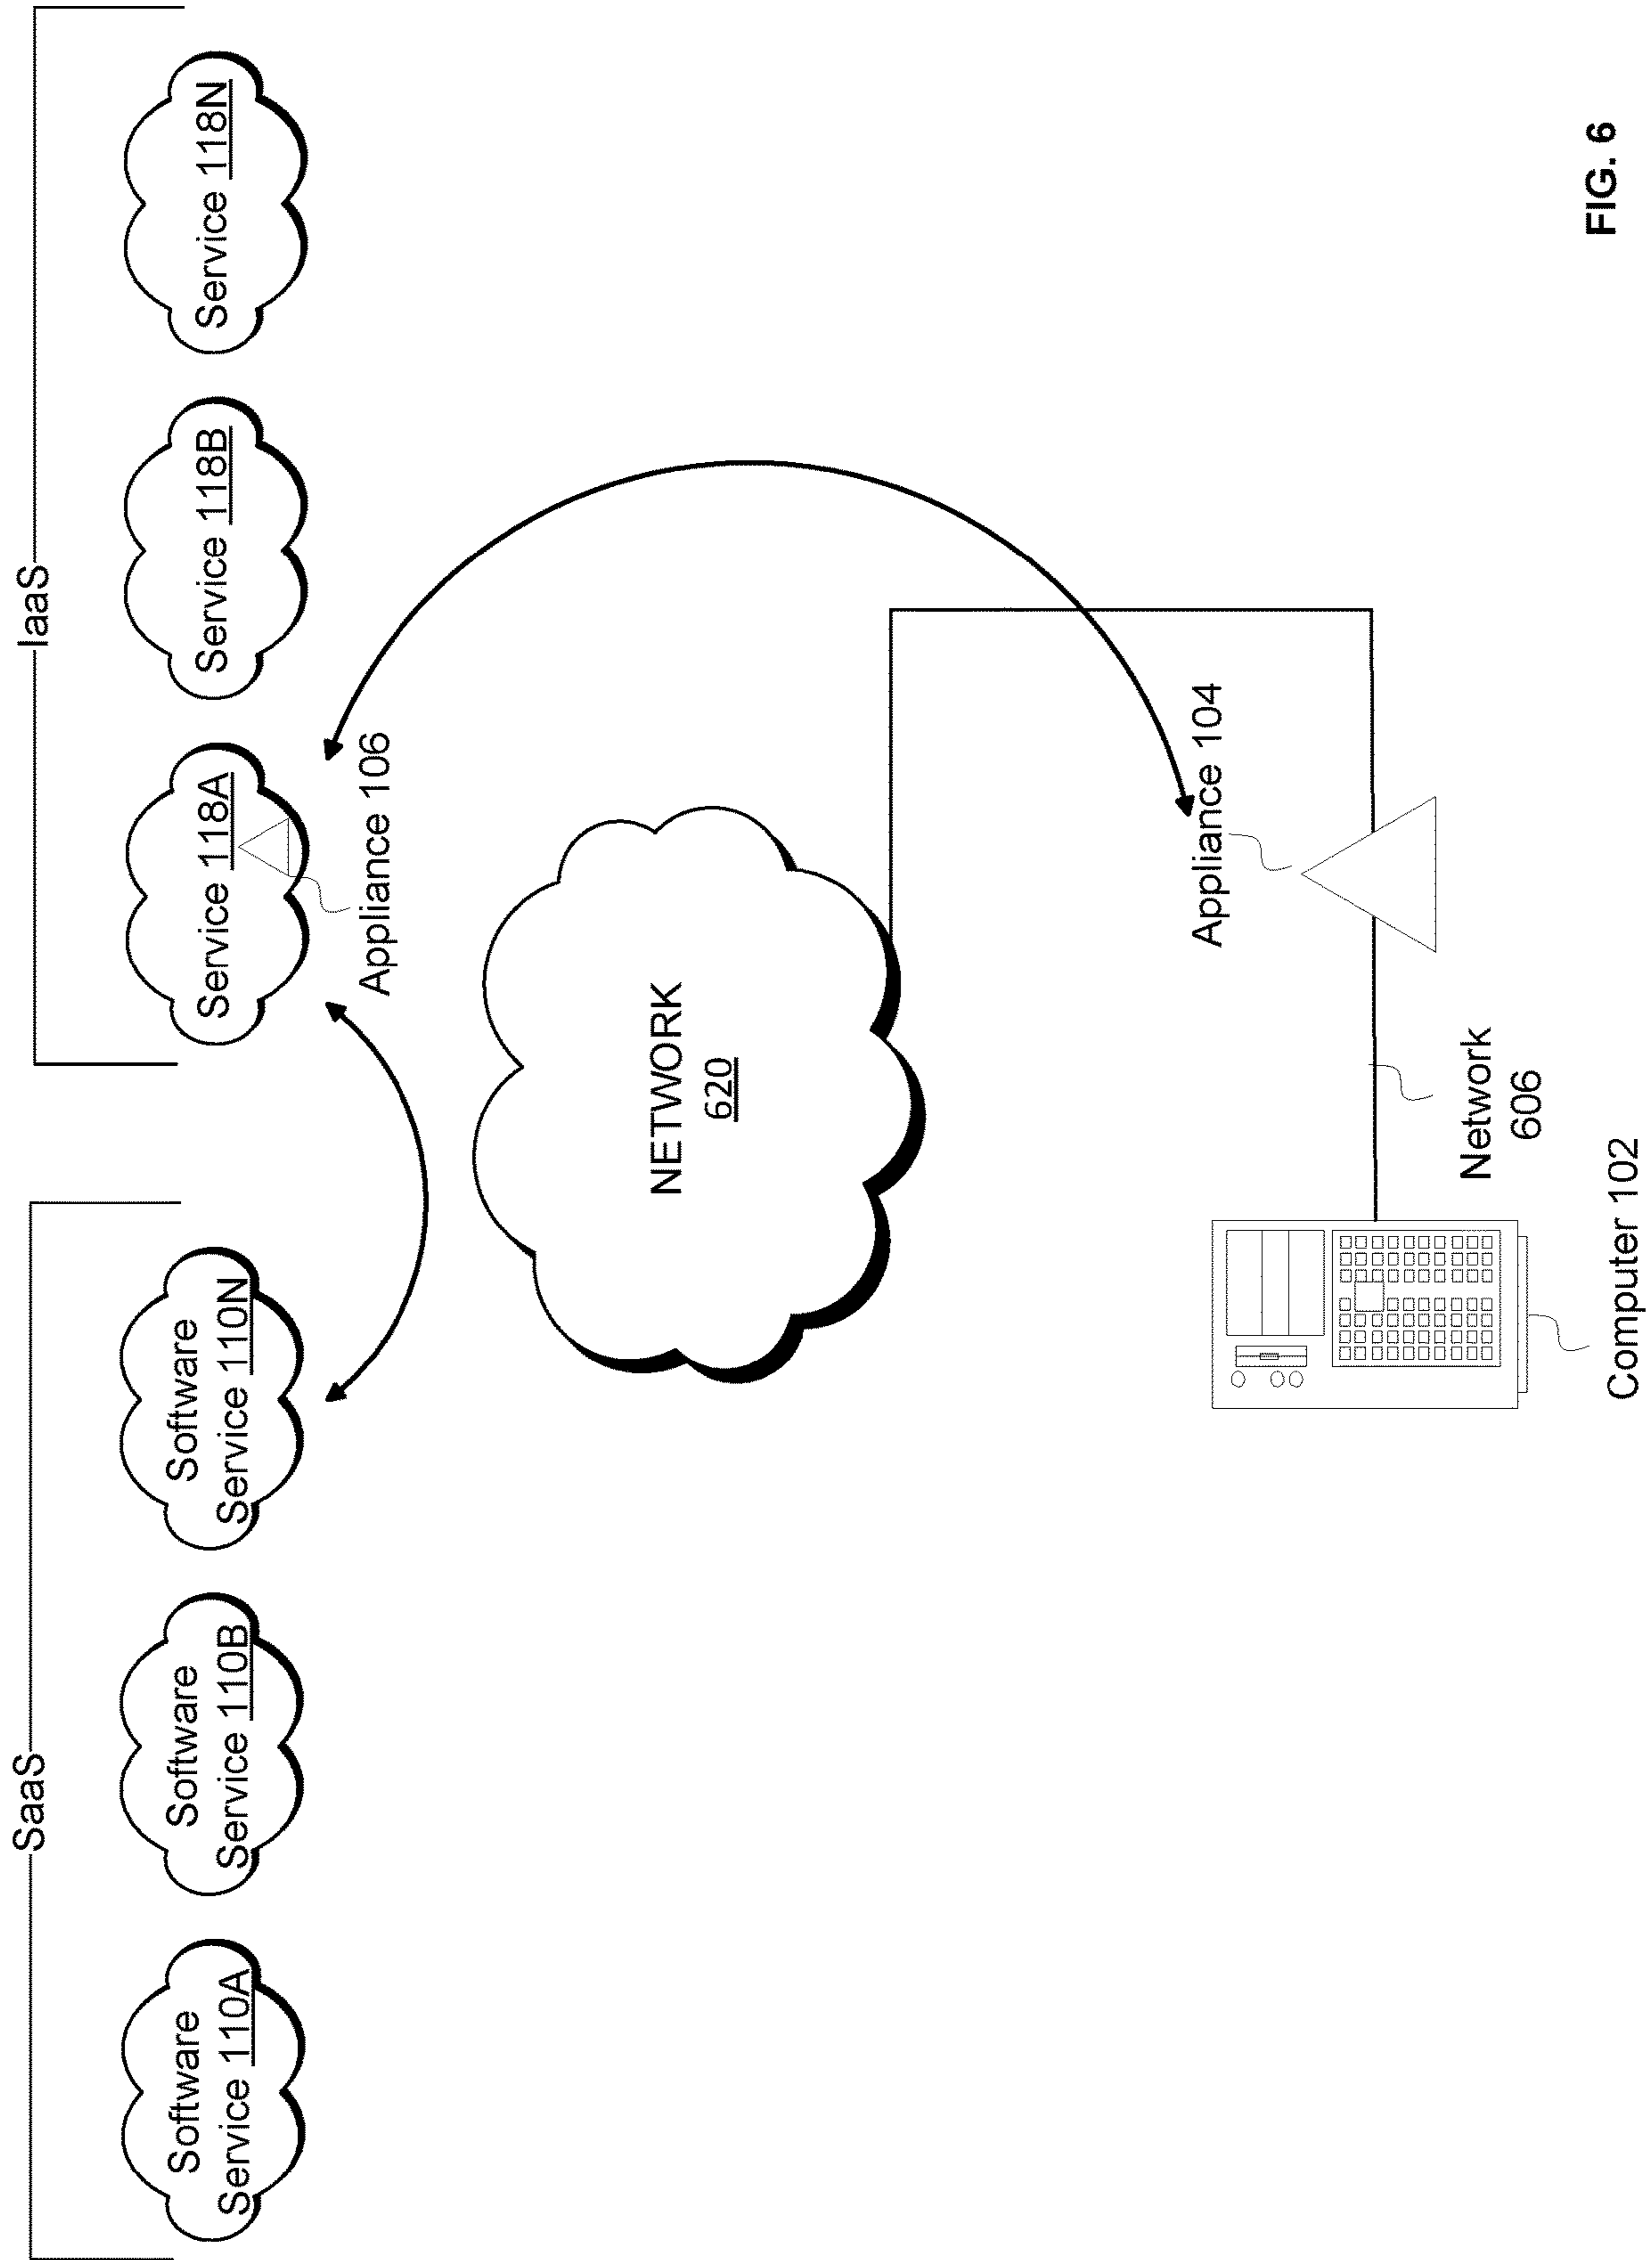 SaaS
IaaS
Software
Service 110A
Software
Service 110B
Software
Service 110N
Service 118A
Service 118B
Service 118N
Appliance 106
NETWORK
620
Appliance 104
Network
606
Computer 102
FIG. 6